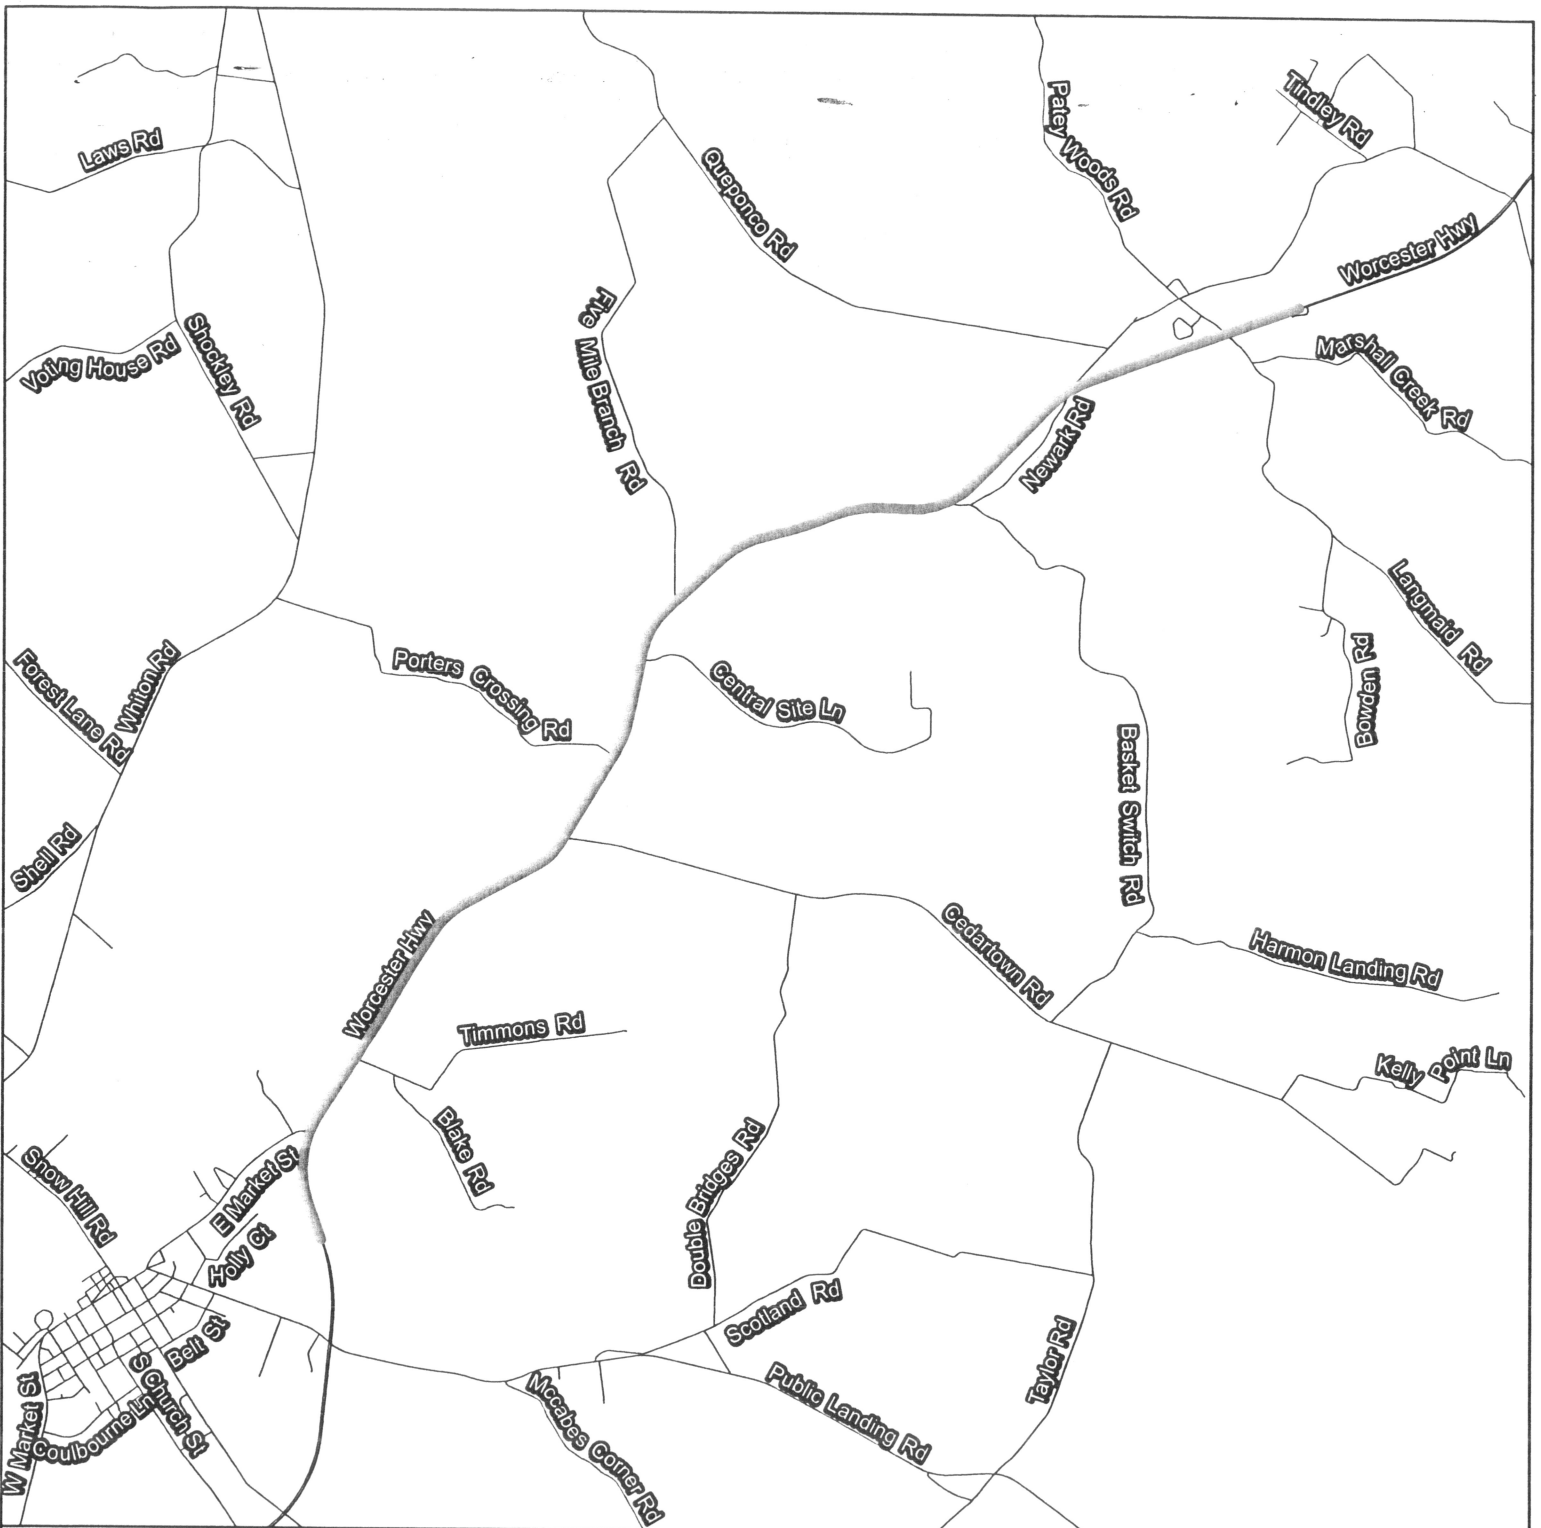 Tindley Rd
Patey Woods Rd
Laws Rd
Queponco Rd
Worcester Hwy
Five Mile Branch Rd
Shockley Rd
Voting House Rd
Marshall Creek Rd
Newark Rd
Langmaid Rd
Forest Lane Rd
Whiton Rd
Porters Crossing Rd
Central Site Ln
Bowden Rd
Basket Switch Rd
Shell Rd
Worcester Hwy
Cedartown Rd
Harmon Landing Rd
Timmons Rd
Kelly Point Ln
Blake Rd
Double Bridges Rd
Snow Hill Rd
E Market St
Holly Ct
Scotland Rd
Belt St
Taylor Rd
S Church St
W Market St
Coulbourne Ln
Mccabes Corner Rd
Public Landing Rd